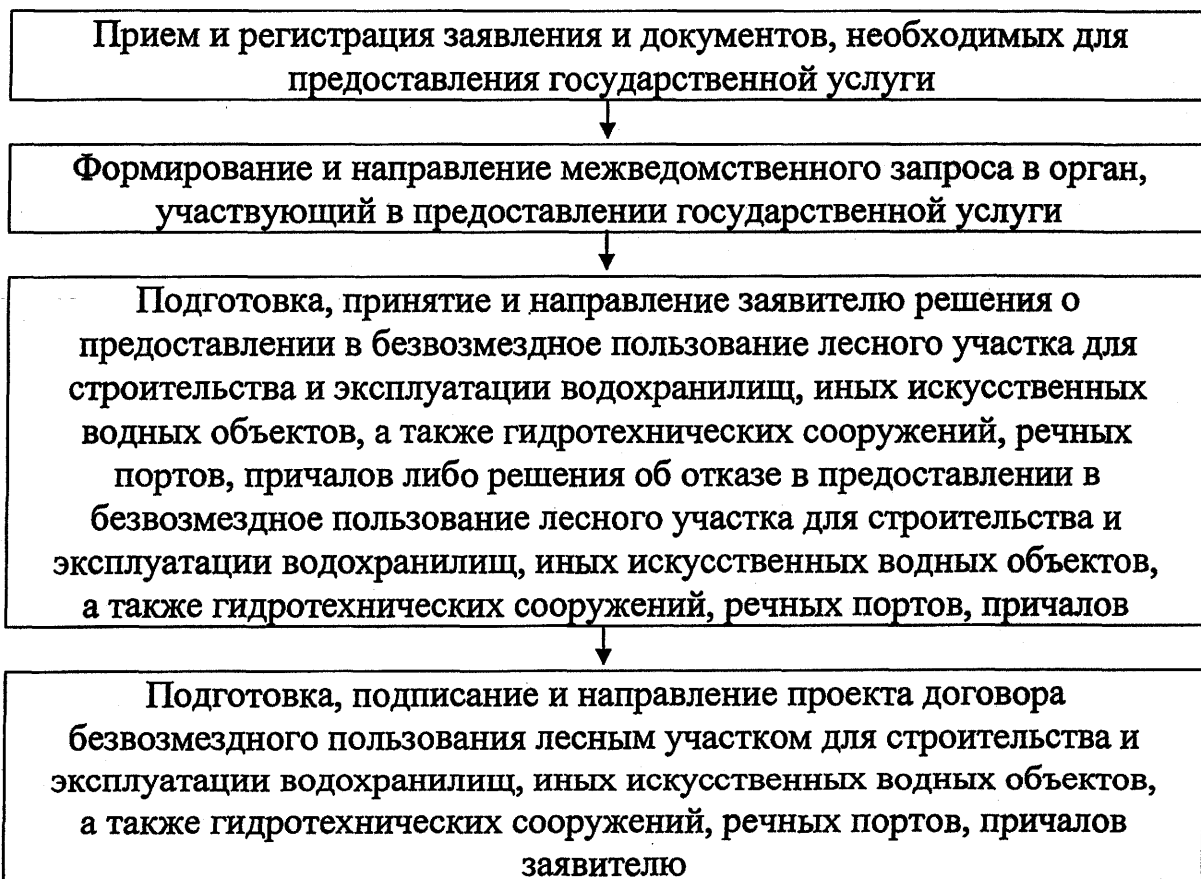 Прием и регистрация заявления и документов, необходимых для
предоставления государственной услуги
Формирование и направление межведомственного запроса в орган,
участвующий в предоставлении государственной услуги
Подготовка, принятие и направление заявителю решения о
предоставлении в безвозмездное пользование лесного участка для
строительства и эксплуатации водохранилищ, иных искусственных
водных объектов, а также гидротехнических сооружений, речных
портов, причалов либо решения об отказе в предоставлении в
безвозмездное пользование лесного участка для строительства и
эксплуатации водохранилищ, иных искусственных водных объектов,
а также гидротехнических сооружений, речных портов, причалов
Подготовка, подписание и направление проекта договора
безвозмездного пользования лесным участком для строительства и
эксплуатации водохранилищ, иных искусственных водных объектов,
а также гидротехнических сооружений, речных портов, причалов
заявителю